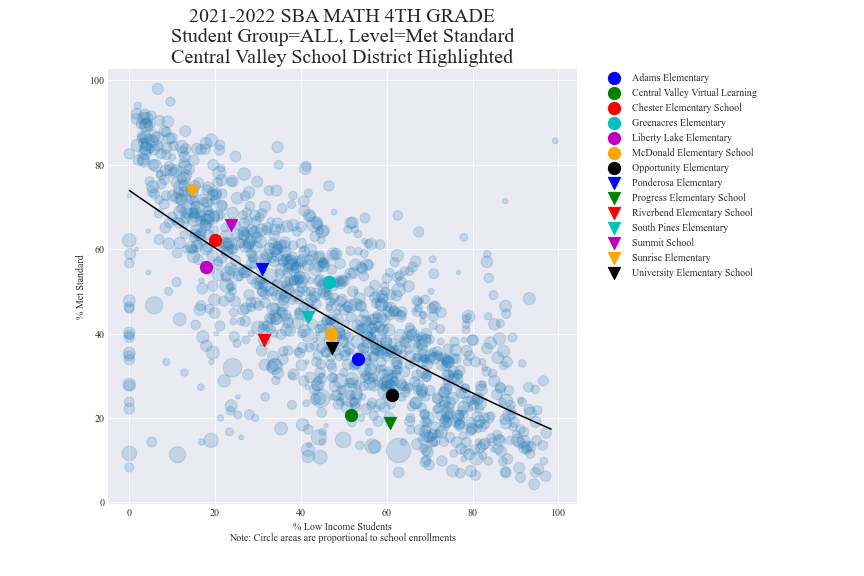 2021-2022 SBA MATH 4TH GRADE
Student Group=ALL, Level=Met Standard
Central Valley School District Highlighted
% Met Standard
100
80
60
40
20
0
0 20 40 60 80 100
% Low Income Students
Note: Circle areas are proportional to school enrollments
Adams Elementary
Central Valley Virtual Learning
Chester Elementary School
Greenacres Elementary
Liberty Lake Elementary
McDonald Elementary School
Opportunity Elementary
Ponderosa Elementary
Progress Elementary School
Riverbend Elementary School
South Pines Elementary
Summit School
Sunrise Elementary
University Elementary School